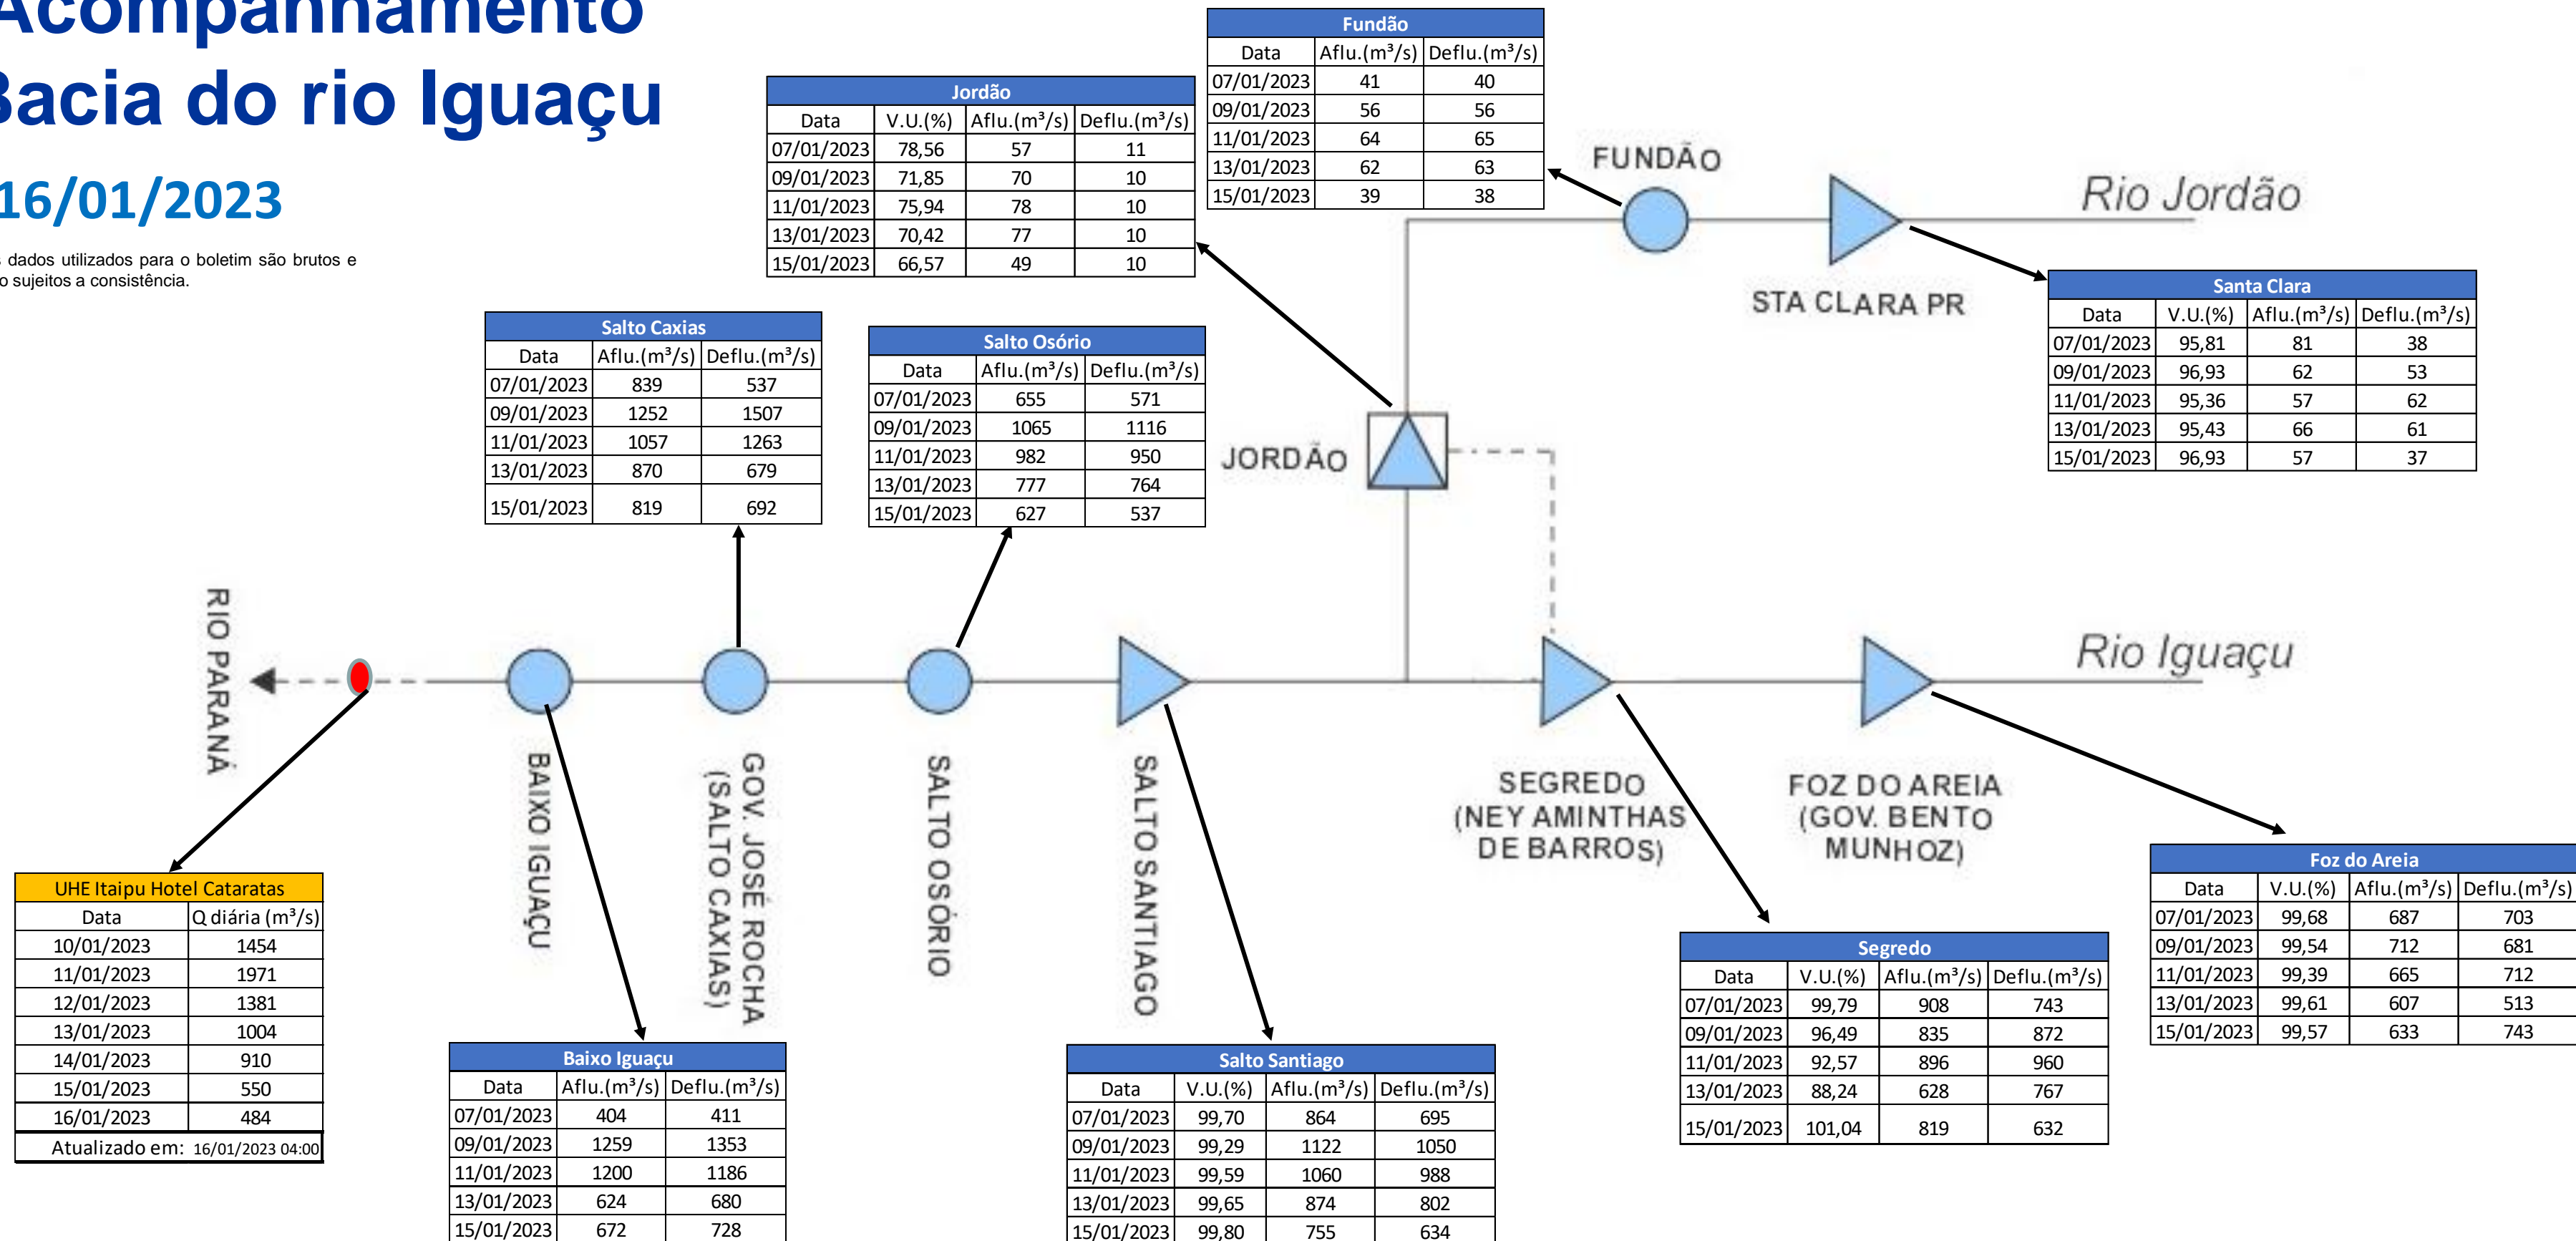 Acompanhamento
Bacia do rio Iguaçu
16/01/2023
s dados utilizados para o boletim são brutos e
o sujeitos a consistência.
Fundão
Data Aflu.(m³/s) Deflu.(m³/s)
07/01/2023 41 40
09/01/2023 56 56
11/01/2023 64 65
13/01/2023 62 63
15/01/2023 39 38
Jordão
Data V.U.(%) Aflu.(m³/s) Deflu.(m³/s)
07/01/2023 78,56 57 11
09/01/2023 71,85 70 10
11/01/2023 75,94 78 10
13/01/2023 70,42 77 10
15/01/2023 66,57 49 10
FUNDÃO
Rio Jordão
STA CLARA PR
Santa Clara
Data V.U.(%) Aflu.(m³/s) Deflu.(m³/s)
07/01/2023 95,81 81 38
09/01/2023 96,93 62 53
11/01/2023 95,36 57 62
13/01/2023 95,43 66 61
15/01/2023 96,93 57 37
Salto Caxias
Data Aflu.(m³/s) Deflu.(m³/s)
07/01/2023 839 537
09/01/2023 1252 1507
11/01/2023 1057 1263
13/01/2023 870 679
15/01/2023 819 692
Salto Osório
Data Aflu.(m³/s) Deflu.(m³/s)
07/01/2023 655 571
09/01/2023 1065 1116
11/01/2023 982 950
13/01/2023 777 764
15/01/2023 627 537
JORDÃO
RIO PARANÁ
Rio Iguaçu
BAIXO IGUAÇU
GOV. JOSÉ ROCHA
(SALTO CAXIAS)
SALTO OSÓRIO
SALTO SANTIAGO
SEGREDO
(NEY AMINTHAS
DE BARROS)
FOZ DO AREIA
(GOV. BENTO
MUNHOZ)
UHE Itaipu Hotel Cataratas
Data Q diária (m³/s)
10/01/2023 1454
11/01/2023 1971
12/01/2023 1381
13/01/2023 1004
14/01/2023 910
15/01/2023 550
16/01/2023 484
Atualizado em: 16/01/2023 04:00
Baixo Iguaçu
Data Aflu.(m³/s) Deflu.(m³/s)
07/01/2023 404 411
09/01/2023 1259 1353
11/01/2023 1200 1186
13/01/2023 624 680
15/01/2023 672 728
Salto Santiago
Data V.U.(%) Aflu.(m³/s) Deflu.(m³/s)
07/01/2023 99,70 864 695
09/01/2023 99,29 1122 1050
11/01/2023 99,59 1060 988
13/01/2023 99,65 874 802
15/01/2023 99,80 755 634
Segredo
Data V.U.(%) Aflu.(m³/s) Deflu.(m³/s)
07/01/2023 99,79 908 743
09/01/2023 96,49 835 872
11/01/2023 92,57 896 960
13/01/2023 88,24 628 767
15/01/2023 101,04 819 632
Foz do Areia
Data V.U.(%) Aflu.(m³/s) Deflu.(m³/s)
07/01/2023 99,68 687 703
09/01/2023 99,54 712 681
11/01/2023 99,39 665 712
13/01/2023 99,61 607 513
15/01/2023 99,57 633 743